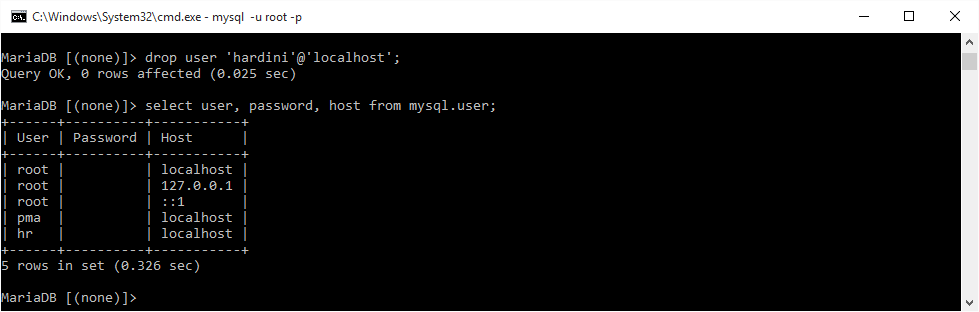 C:\Windows\System32\cmd.exe - mysql  -u root -p
MariaDB [(none)]> drop user 'hardini'@'localhost';
Query OK, 0 rows affected (0.025 sec)
MariaDB [(none)]> select user, password, host from mysql.user;
+------+----------+-----------+
| User | Password | Host      |
+------+----------+-----------+
| root |          | localhost |
| root |          | 127.0.0.1 |
| root |          | ::1       |
| pma  |          | localhost |
| hr   |          | localhost |
+------+----------+-----------+
5 rows in set (0.326 sec)
MariaDB [(none)]>